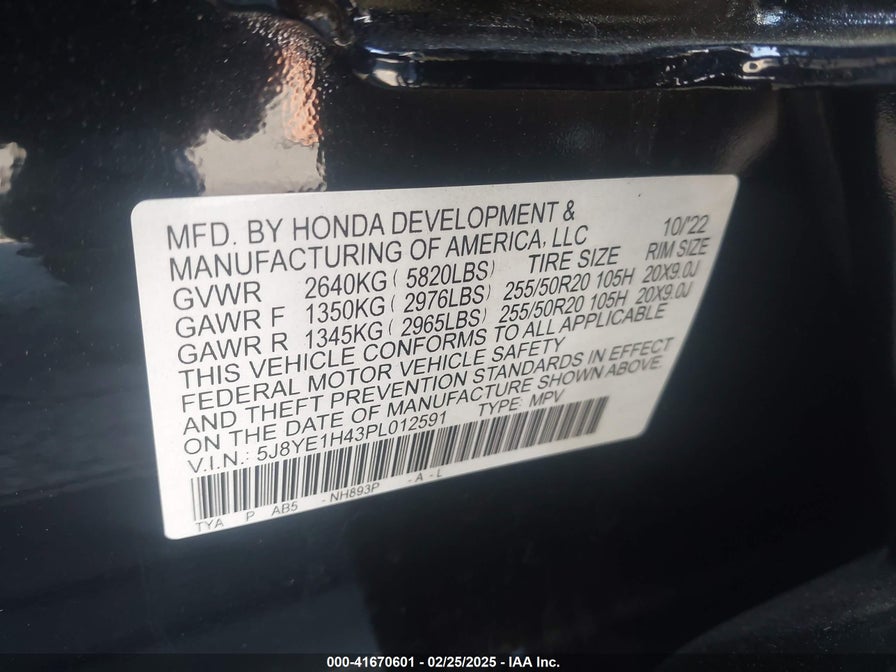 MFD. BY HONDA DEVELOPMENT & 10/'22
MANUFACTURING OF AMERICA, LLC
TIRE SIZE RIM SIZE
GVWR 2640KG ( 5820LBS )
GAWR F 1350KG ( 2976LBS ) 255/50R20 105H 20X9.0J
GAWR R 1345KG ( 2965LBS ) 255/50R20 105H 20X9.0J
THIS VEHICLE CONFORMS TO ALL APPLICABLE
FEDERAL MOTOR VEHICLE SAFETY
AND THEFT PREVENTION STANDARDS IN EFFECT
ON THE DATE OF MANUFACTURE SHOWN ABOVE.
V.I.N.: 5J8YE1H43PL012591 TYPE: MPV
TYA P AB5 -NH893P -A-L
000-41670601 - 02/25/2025 - IAA Inc.